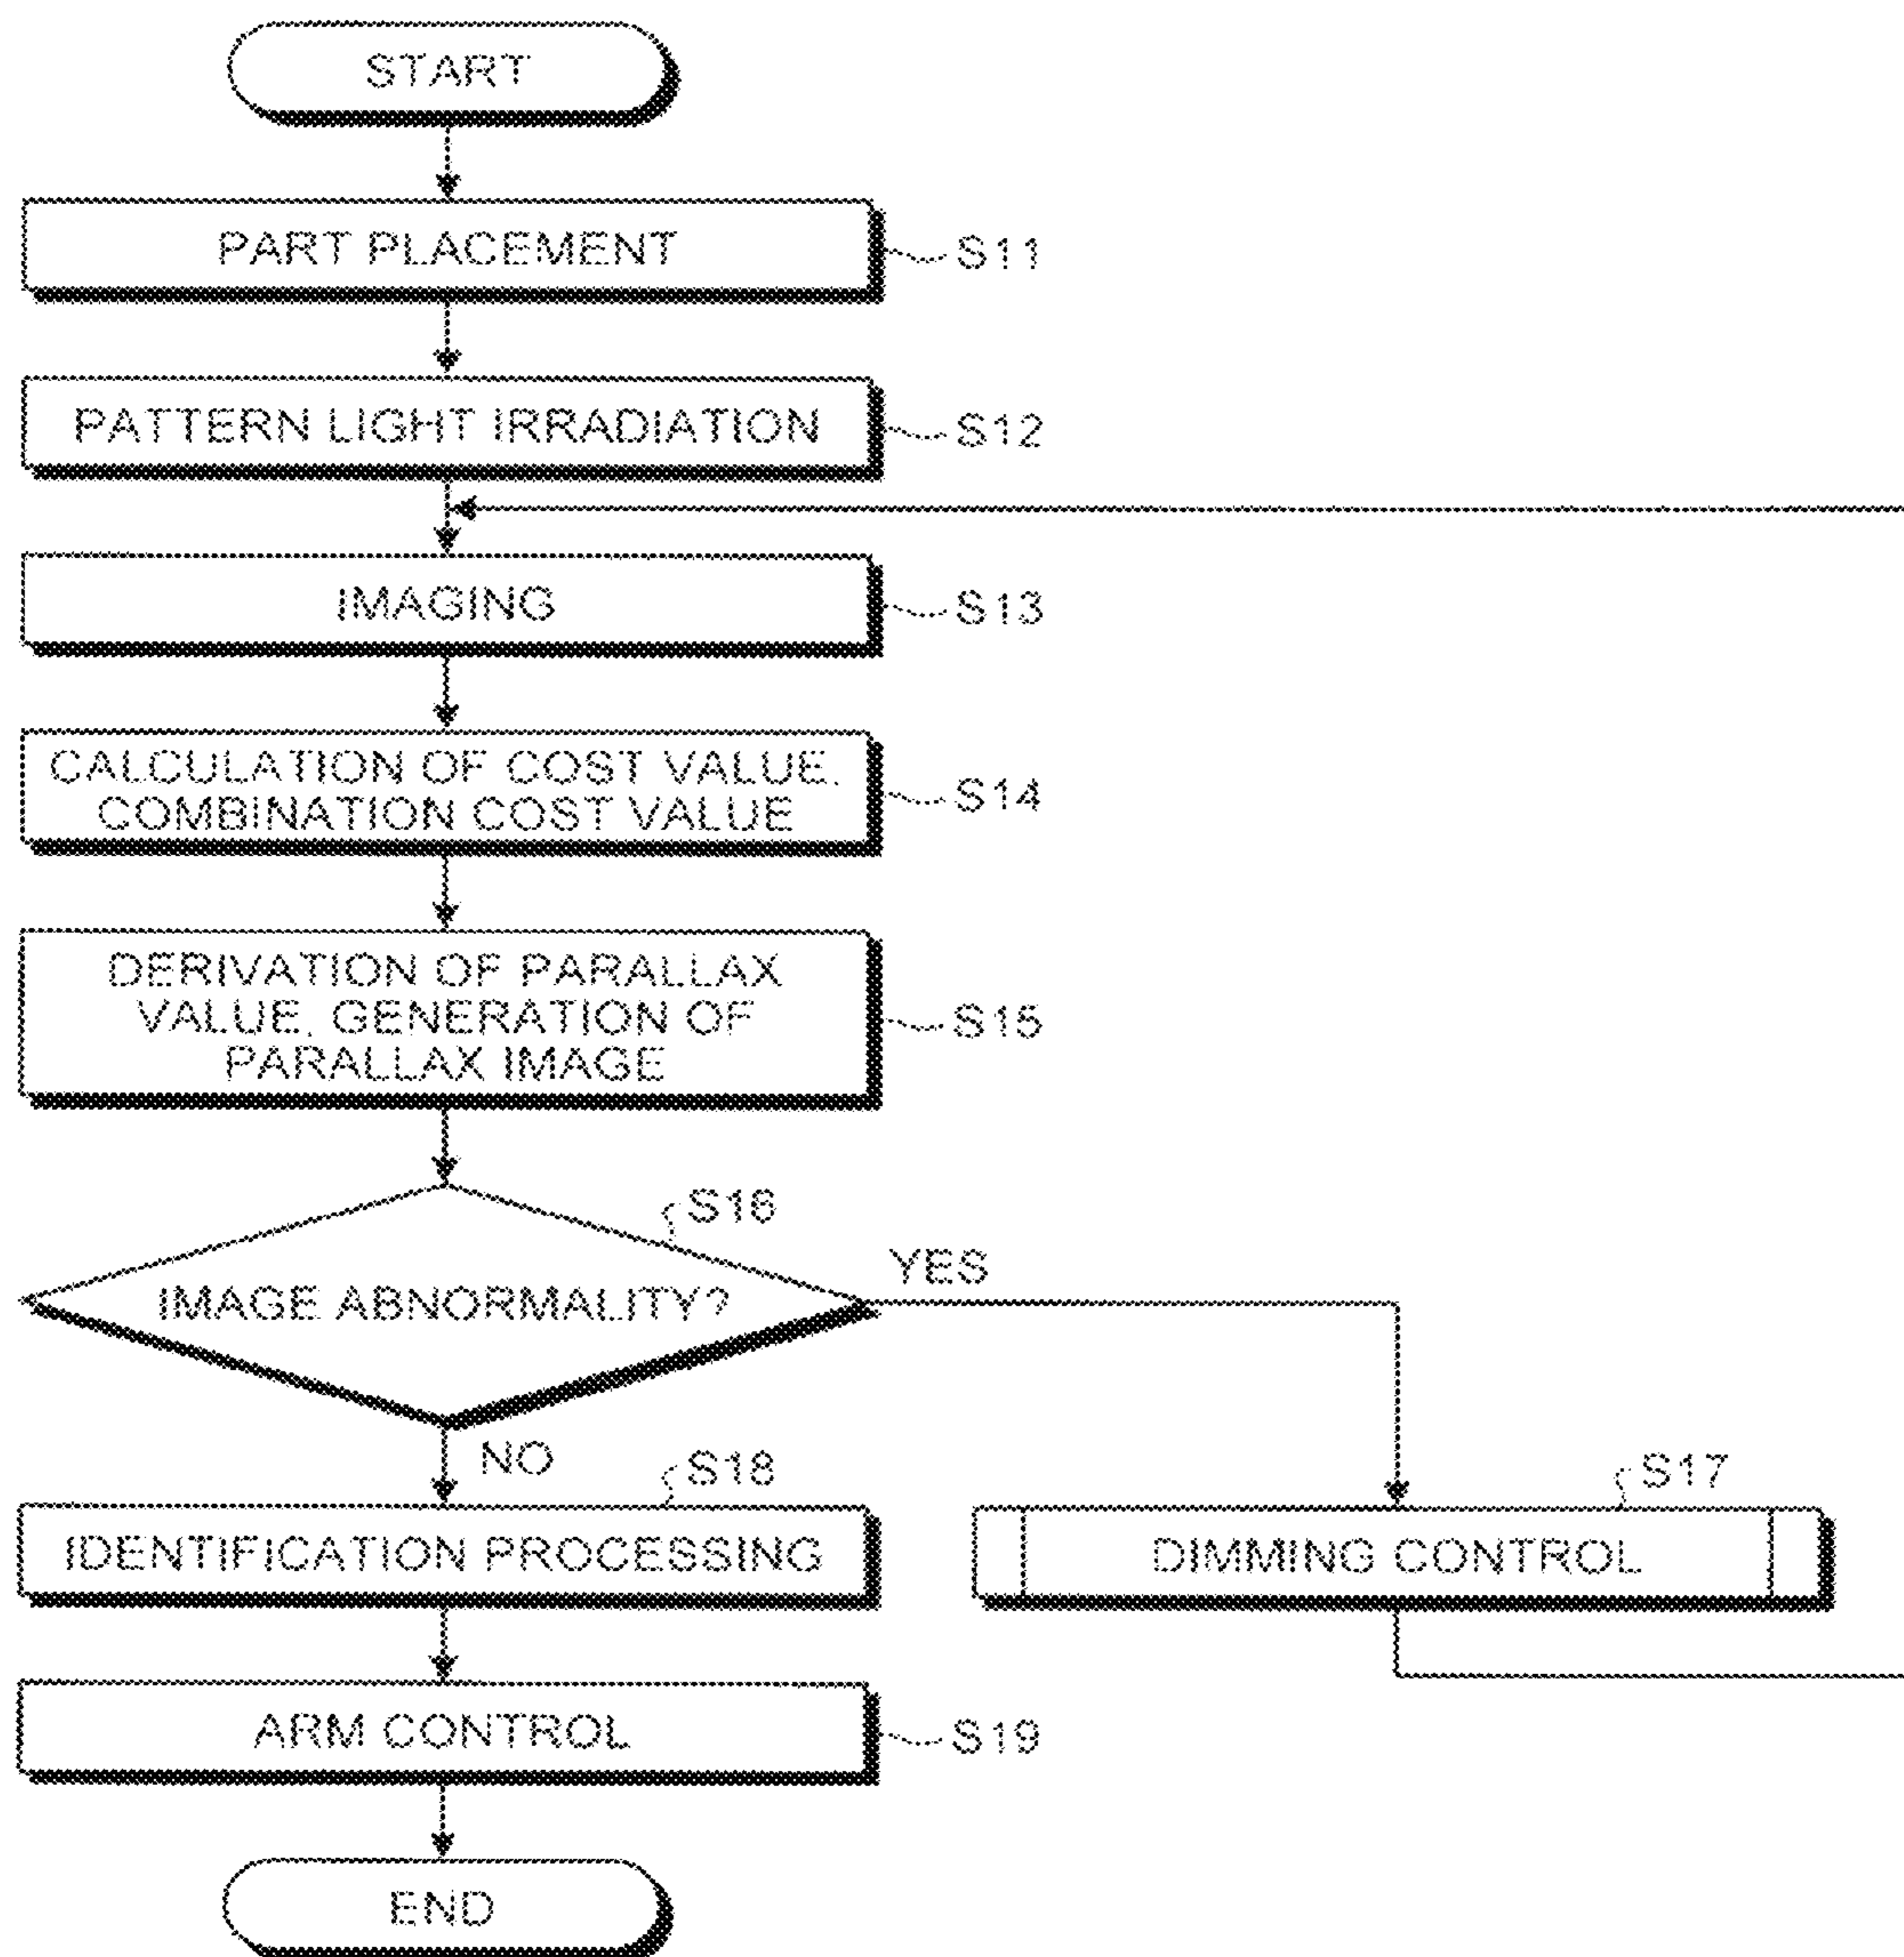 START
PART PLACEMENT
S11
PATTERN LIGHT IRRADIATION
S12
IMAGING
S13
CALCULATION OF COST VALUE,
COMBINATION COST VALUE
S14
DERIVATION OF PARALLAX
VALUE, GENERATION OF
PARALLAX IMAGE
S15
S16
IMAGE ABNORMALITY?
YES
NO
S18
IDENTIFICATION PROCESSING
S17
DIMMING CONTROL
ARM CONTROL
S19
END